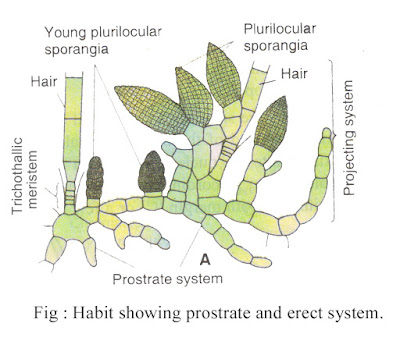 Young plurilocular
sporangia
Plurilocular
sporangia
Hair
Hair
Trichothallic
meristem
Projecting system
A
Prostrate system
Fig : Habit showing prostrate and erect system.